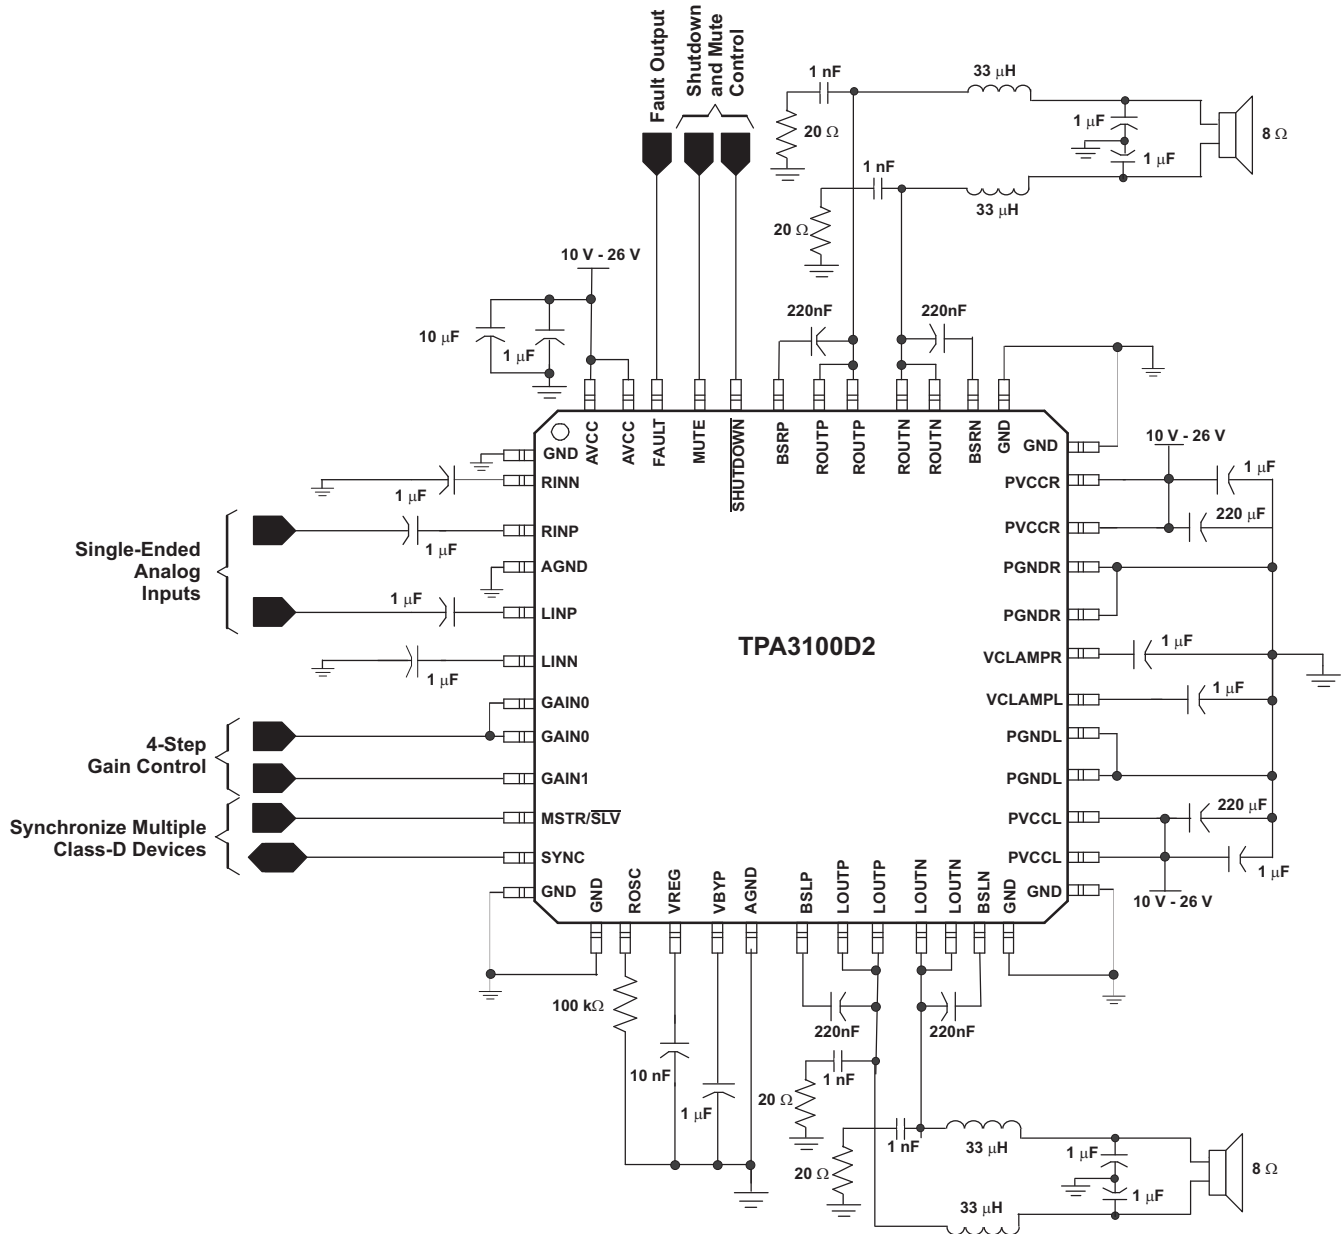 Fault Output
Shutdown
and Mute
Control
1 nF
20 Ω
33 μH
1 μF
1 μF
8 Ω
1 nF
20 Ω
33 μH
10 V - 26 V
10 μF
1 μF
220nF
220nF
AVCC
AVCC
FAULT
MUTE
SHUTDOWN
BSRP
ROUTP
ROUTP
ROUTN
ROUTN
BSRN
GND
GND
RINN
RINP
AGND
LINP
LINN
GAIN0
GAIN0
GAIN1
MSTR/SLV
SYNC
GND
1 μF
1 μF
1 μF
1 μF
Single-Ended
Analog
Inputs
4-Step
Gain Control
Synchronize Multiple
Class-D Devices
TPA3100D2
GND
PVCCR
PVCCR
PGNDR
PGNDR
VCLAMPR
VCLAMPL
PGNDL
PGNDL
PVCCL
PVCCL
GND
10 V - 26 V
1 μF
220 μF
1 μF
1 μF
220 μF
1 μF
10 V - 26 V
GND
ROSC
VREG
VBYP
AGND
BSLP
LOUTP
LOUTP
LOUTN
LOUTN
BSLN
GND
100 kΩ
10 nF
1 μF
220nF
220nF
1 nF
20 Ω
1 nF
20 Ω
33 μH
33 μH
1 μF
1 μF
8 Ω